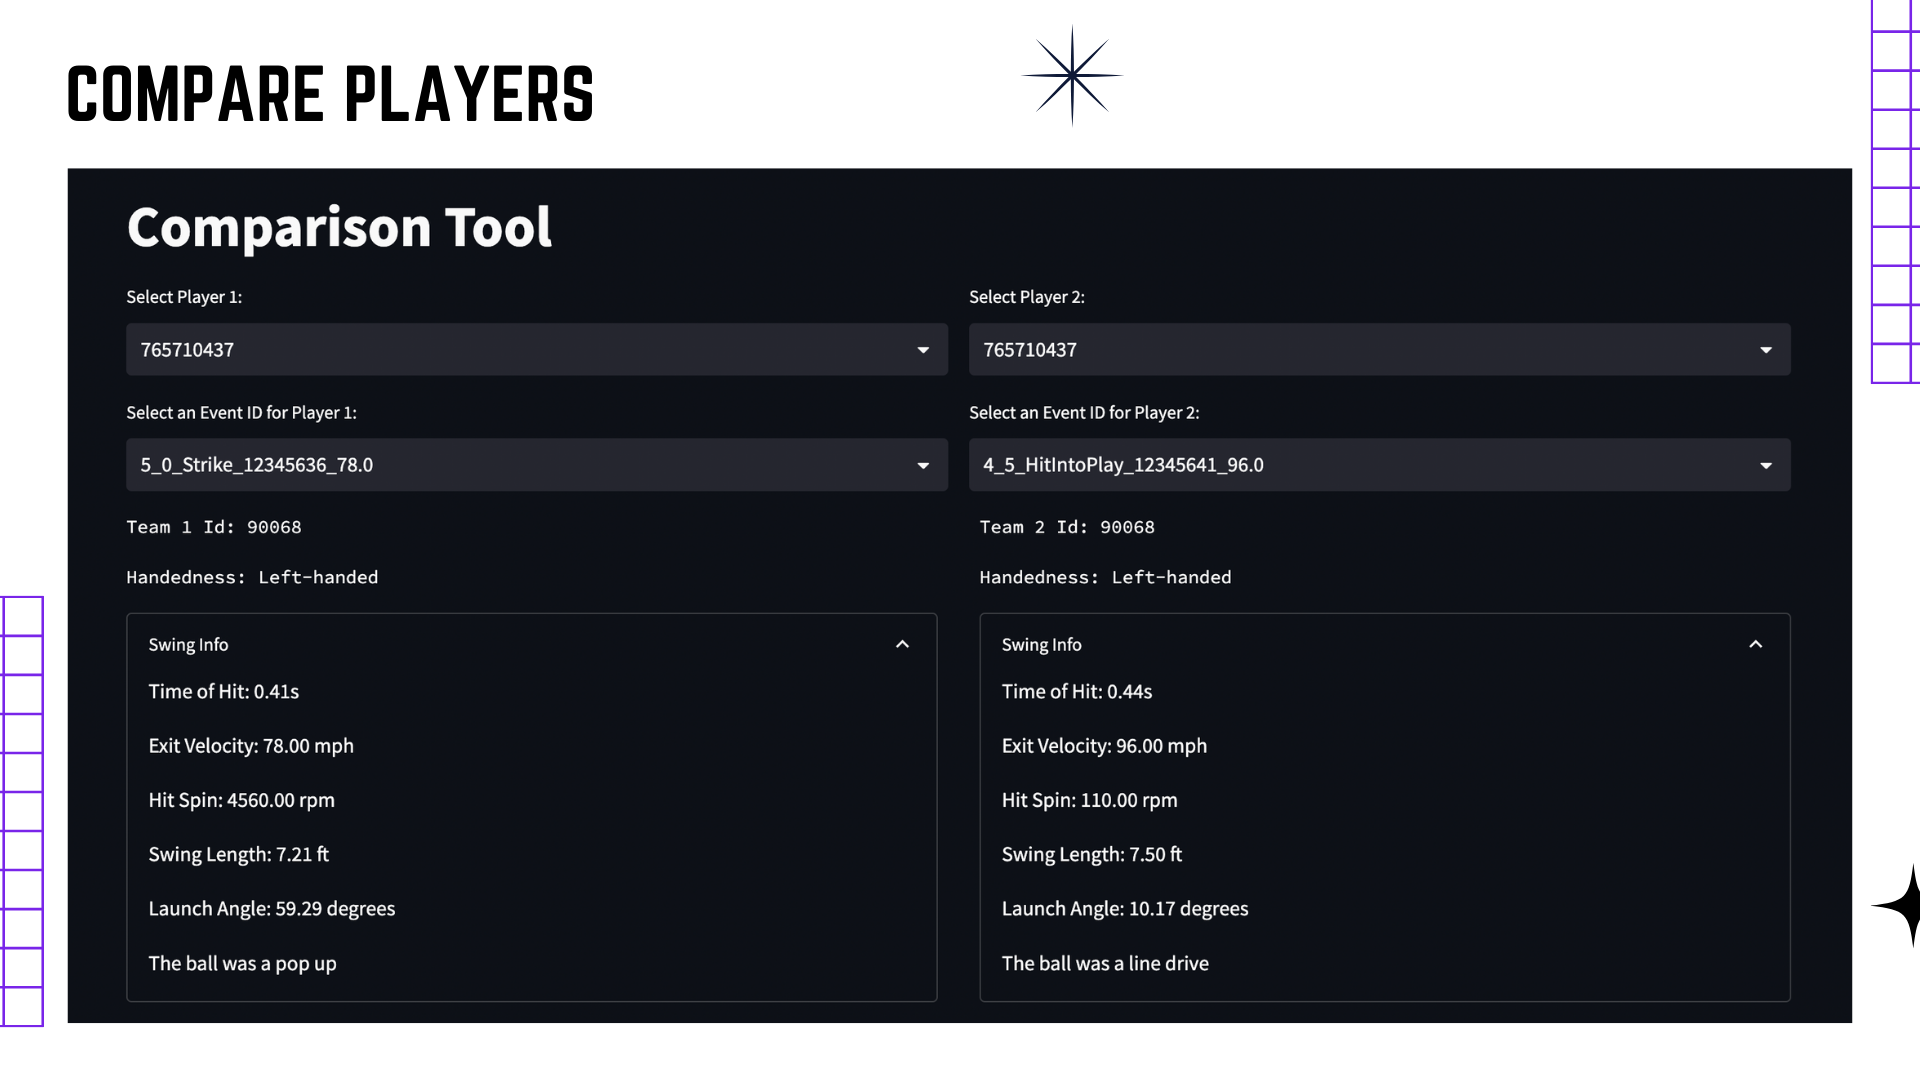 COMPARE PLAYERS
Comparison Tool
Select Player 1:
765710437
Select an Event ID for Player 1:
5_0_Strike_12345636_78.0
Team 1 Id: 90068
Handedness: Left-handed
Swing Info
Time of Hit: 0.41s
Exit Velocity: 78.00 mph
Hit Spin: 4560.00 rpm
Swing Length: 7.21 ft
Launch Angle: 59.29 degrees
The ball was a pop up
Select Player 2:
765710437
Select an Event ID for Player 2:
4_5_HitIntoPlay_12345641_96.0
Team 2 Id: 90068
Handedness: Left-handed
Swing Info
Time of Hit: 0.44s
Exit Velocity: 96.00 mph
Hit Spin: 110.00 rpm
Swing Length: 7.50 ft
Launch Angle: 10.17 degrees
The ball was a line drive